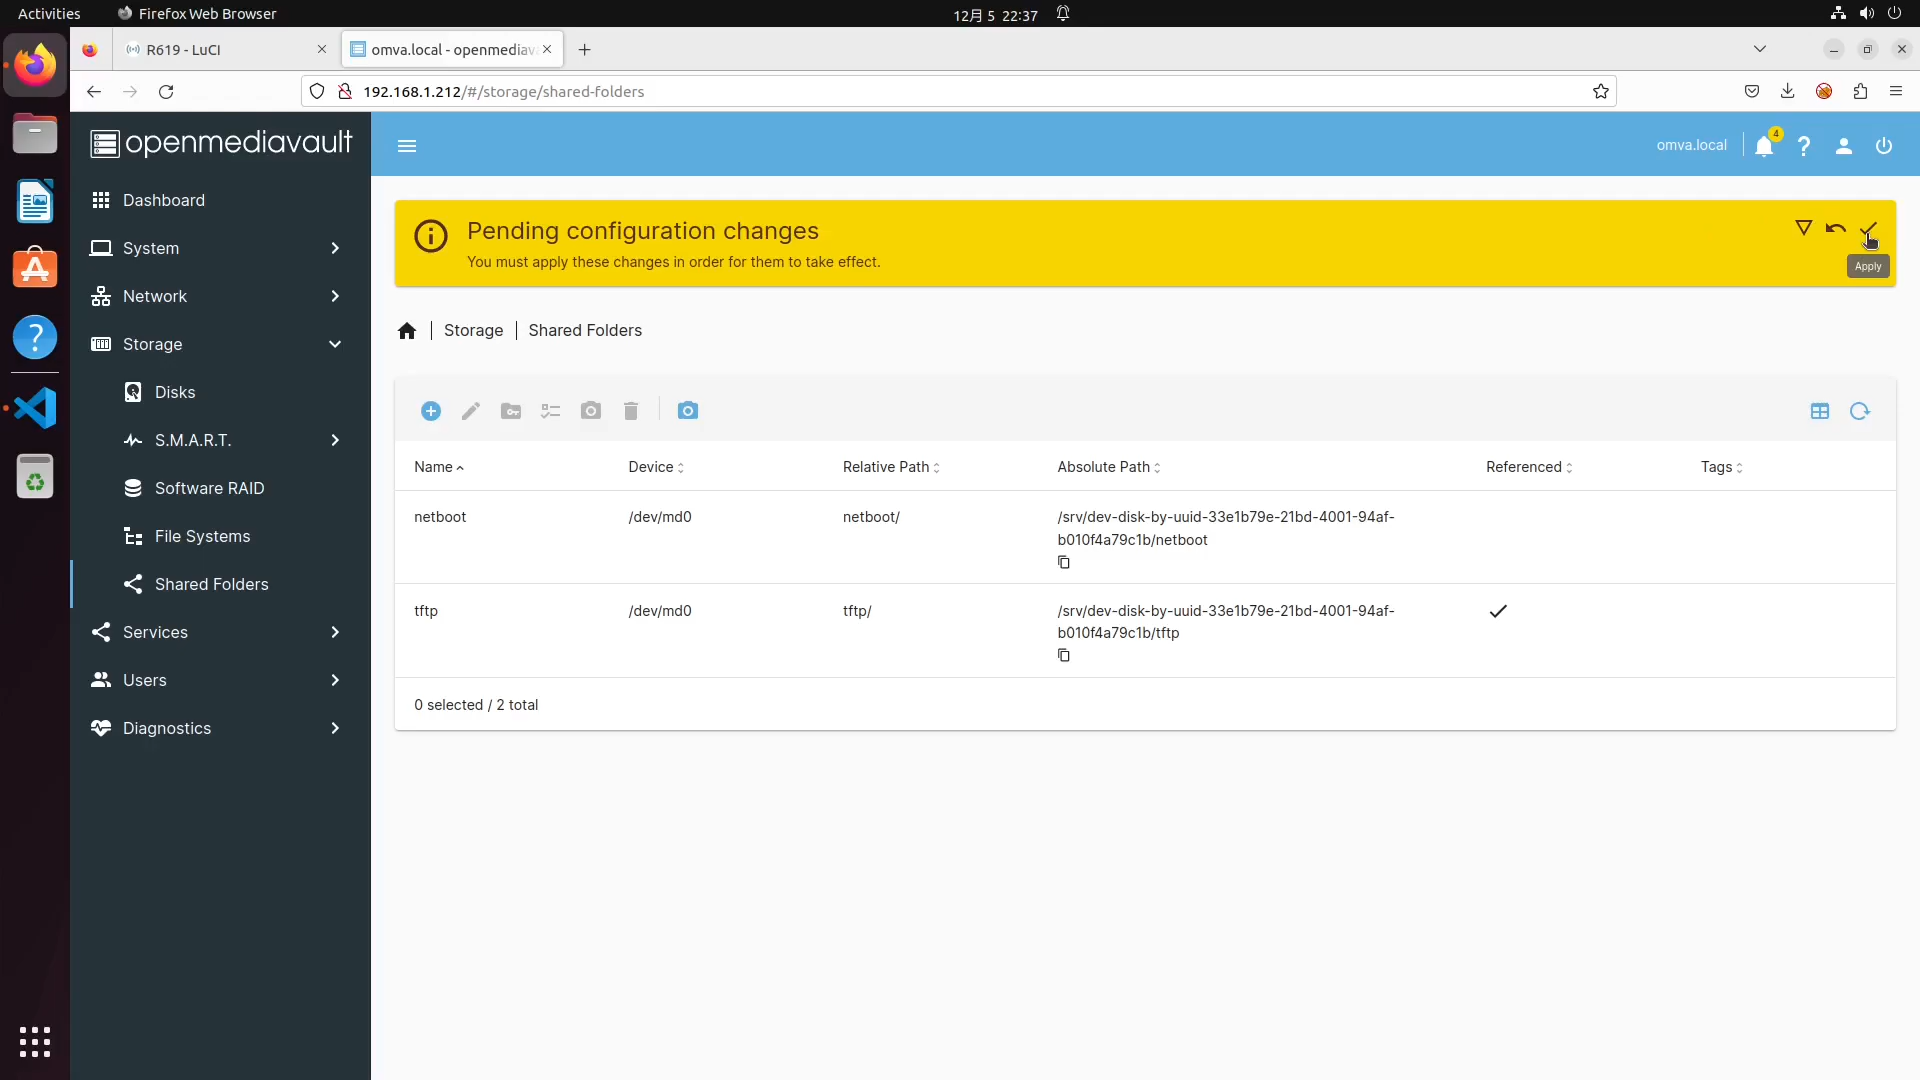 Activities
Firefox Web Browser
12月 5 22:37
R619 - LuCI
omva.local - openmediav
192.168.1.212/#/storage/shared-folders
openmediavault
omva.local
4
Dashboard
System
Network
Storage
Disks
S.M.A.R.T.
Software RAID
File Systems
Shared Folders
Services
Users
Diagnostics
Pending configuration changes
You must apply these changes in order for them to take effect.
Apply
Storage | Shared Folders
Name Device Relative Path Absolute Path Referenced Tags
netboot /dev/md0 netboot/ /srv/dev-disk-by-uuid-33e1b79e-21bd-4001-94af-
b010f4a79c1b/netboot
tftp /dev/md0 tftp/ /srv/dev-disk-by-uuid-33e1b79e-21bd-4001-94af-
b010f4a79c1b/tftp
0 selected / 2 total